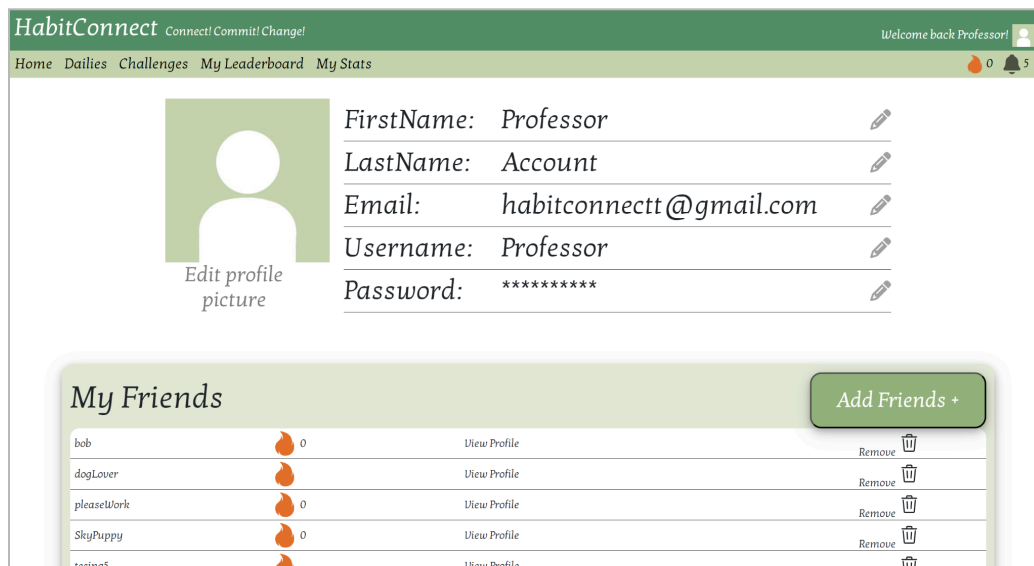 HabitConnect Connect! Commit! Change! Welcome back Professor!
Home Dailies Challenges My Leaderboard My Stats 0 5
FirstName: Professor
LastName: Account
Email: habitconnectt@gmail.com
Username: Professor
Password: **********
Edit profile
picture
My Friends Add Friends +
bob 0 View Profile Remove
dogLover View Profile Remove
pleaseWork 0 View Profile Remove
SkyPuppy 0 View Profile Remove
View Profile